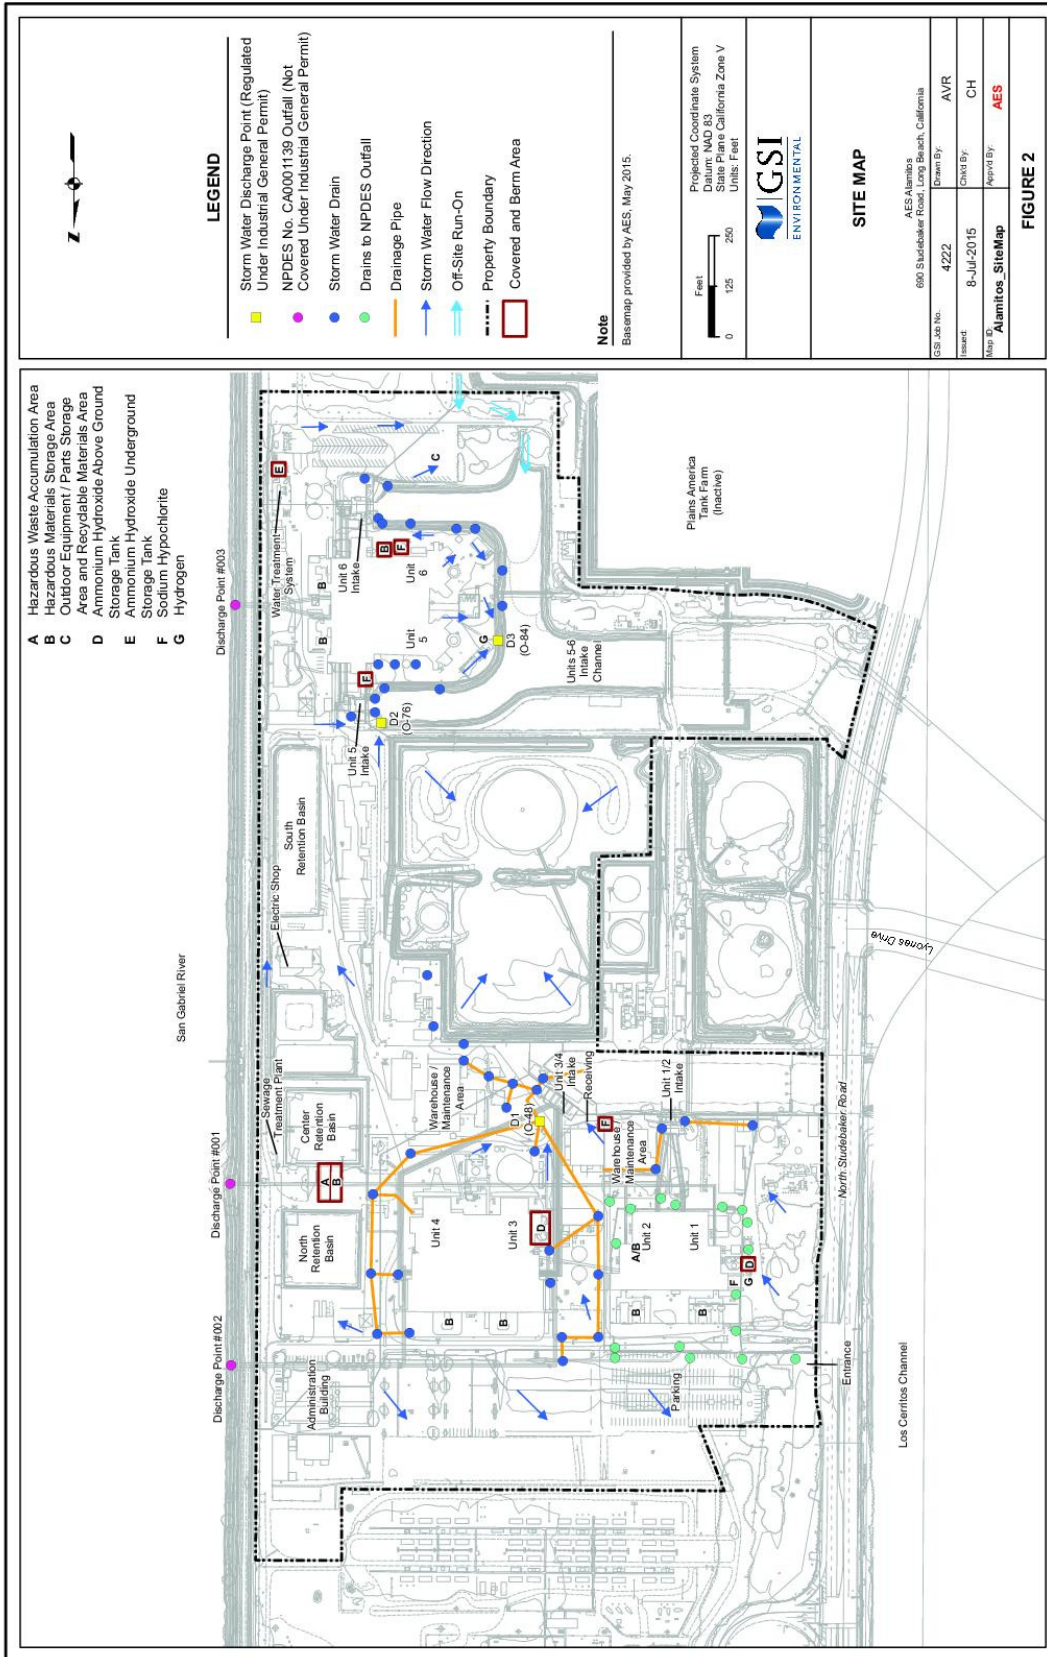 A Hazardous Waste Accumulation Area
B Hazardous Materials Storage Area
C Outdoor Equipment / Parts Storage
Area and Recyclable Materials Area
D Ammonium Hydroxide Above Ground
Storage Tank
E Ammonium Hydroxide Underground
Storage Tank
F Sodium Hypochlorite
G Hydrogen
San Gabriel River
Discharge Point #002
Discharge Point #001
Discharge Point #003
Administration
Building
North
Retention
Basin
A
B
Center
Retention
Basin
Sewage
Treatment Plant
Electric Shop
South
Retention Basin
Unit 5
Intake
F
B
B
Water Treatment
System
E
Unit 6
Intake
B
F
Unit
5
Unit
6
C
D2
(O-76)
G
D3
(O-84)
Units 5-6
Intake
Channel
Unit 4
Unit 3
B
B
D
Warehouse /
Maintenance
Area
D1
(O-48)
Unit 3/4
Intake
Receiving
F
Warehouse /
Maintenance
Area
Unit 1/2
Intake
A/B
Unit 2
Unit 1
B
B
F
G
D
Parking
Entrance
North Studebaker Road
Los Cerritos Channel
Lyones Drive
Plains America
Tank Farm
(Inactive)
N
LEGEND
Storm Water Discharge Point (Regulated
Under Industrial General Permit)
NPDES No. CA0001139 Outfall (Not
Covered Under Industrial General Permit)
Storm Water Drain
Drains to NPDES Outfall
Drainage Pipe
Storm Water Flow Direction
Off-Site Run-On
Property Boundary
Covered and Berm Area
Note
Basemap provided by AES, May 2015.
Feet
0 125 250
Projected Coordinate System
Datum: NAD 83
State Plane California Zone V
Units: Feet
GSI
ENVIRONMENTAL
SITE MAP
AES Alamitos
690 Studebaker Road, Long Beach, California
GSI Job No. 4222 Drawn By: AVR
Issued: 8-Jul-2015 Chk'd By: CH
Map ID: Alamitos_SiteMap Appv'd By: AES
FIGURE 2